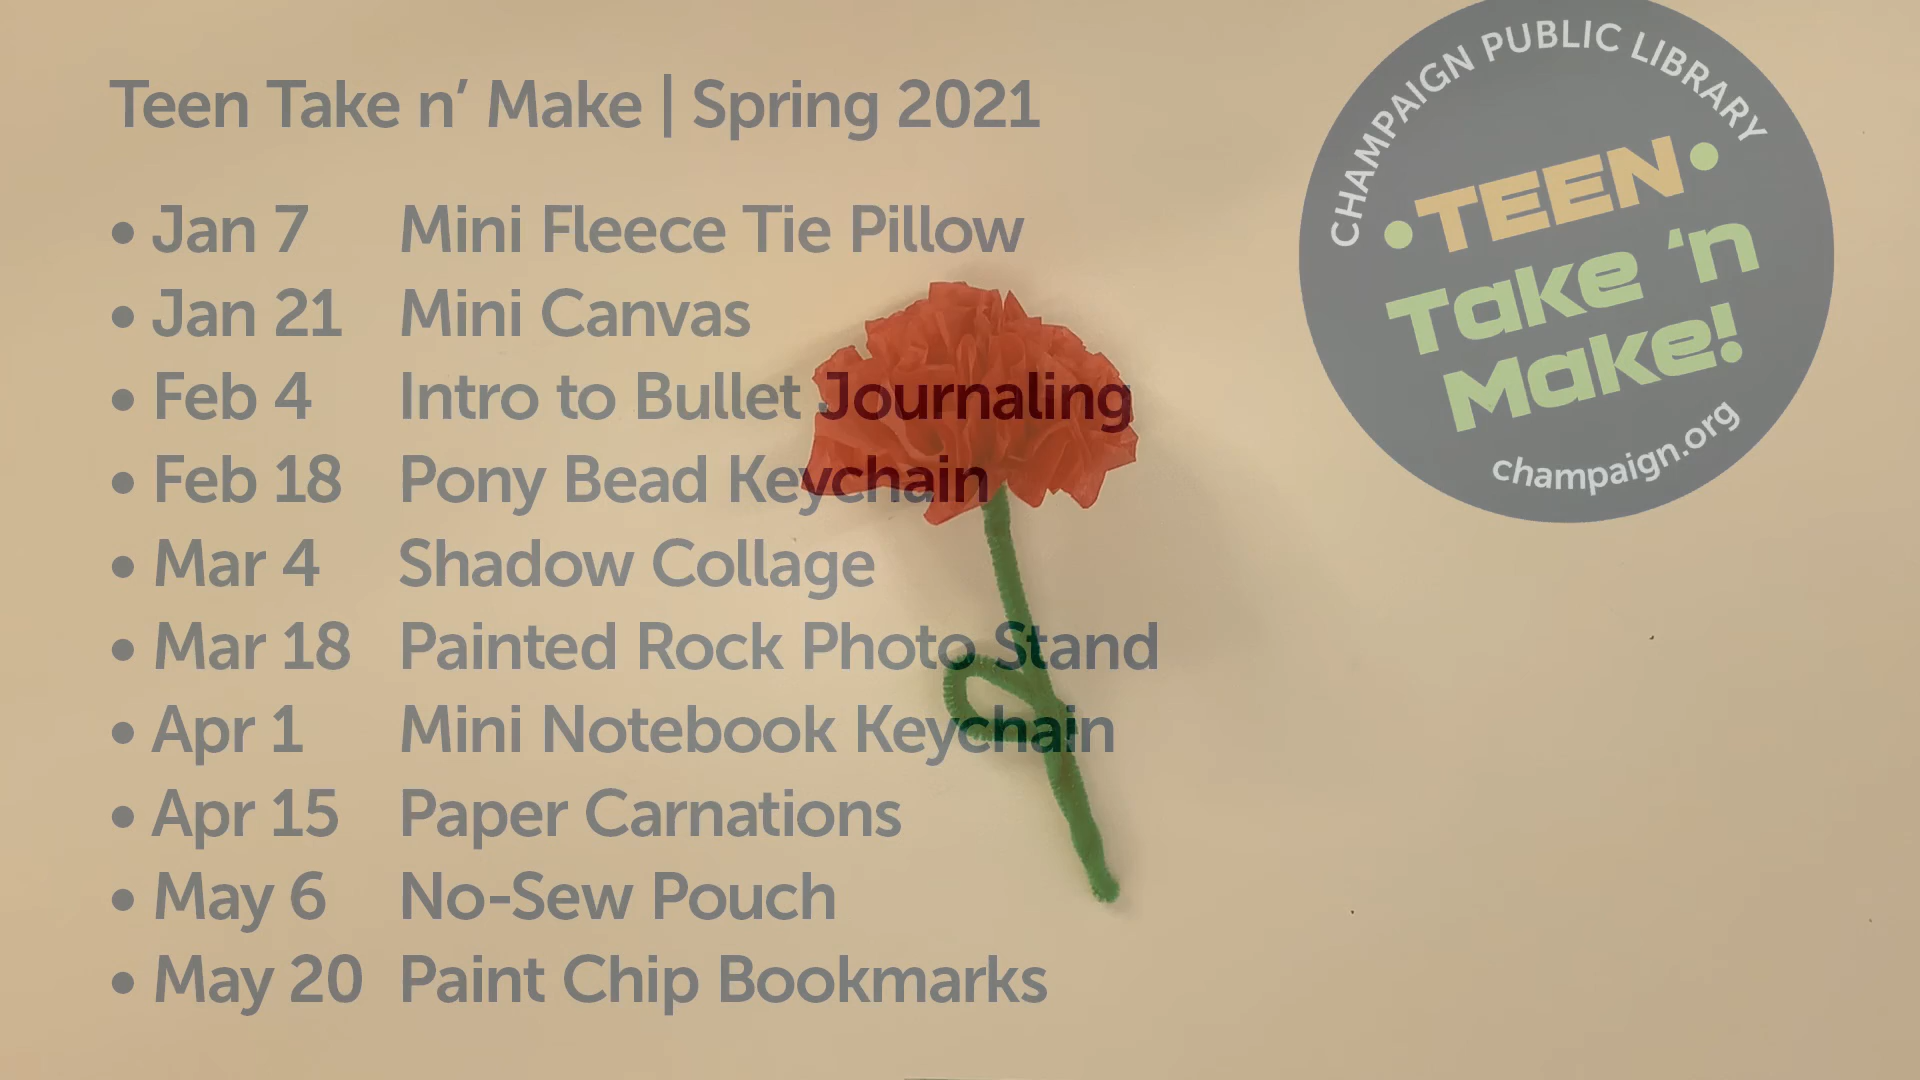 Teen Take n’ Make | Spring 2021
• Jan 7 Mini Fleece Tie Pillow
• Jan 21 Mini Canvas
• Feb 4 Intro to Bullet Journaling
• Feb 18 Pony Bead Keychain
• Mar 4 Shadow Collage
• Mar 18 Painted Rock Photo Stand
• Apr 1 Mini Notebook Keychain
• Apr 15 Paper Carnations
• May 6 No-Sew Pouch
• May 20 Paint Chip Bookmarks
CHAMPAIGN PUBLIC LIBRARY
•TEEN•
Take ‘n
Make!
champaign.org